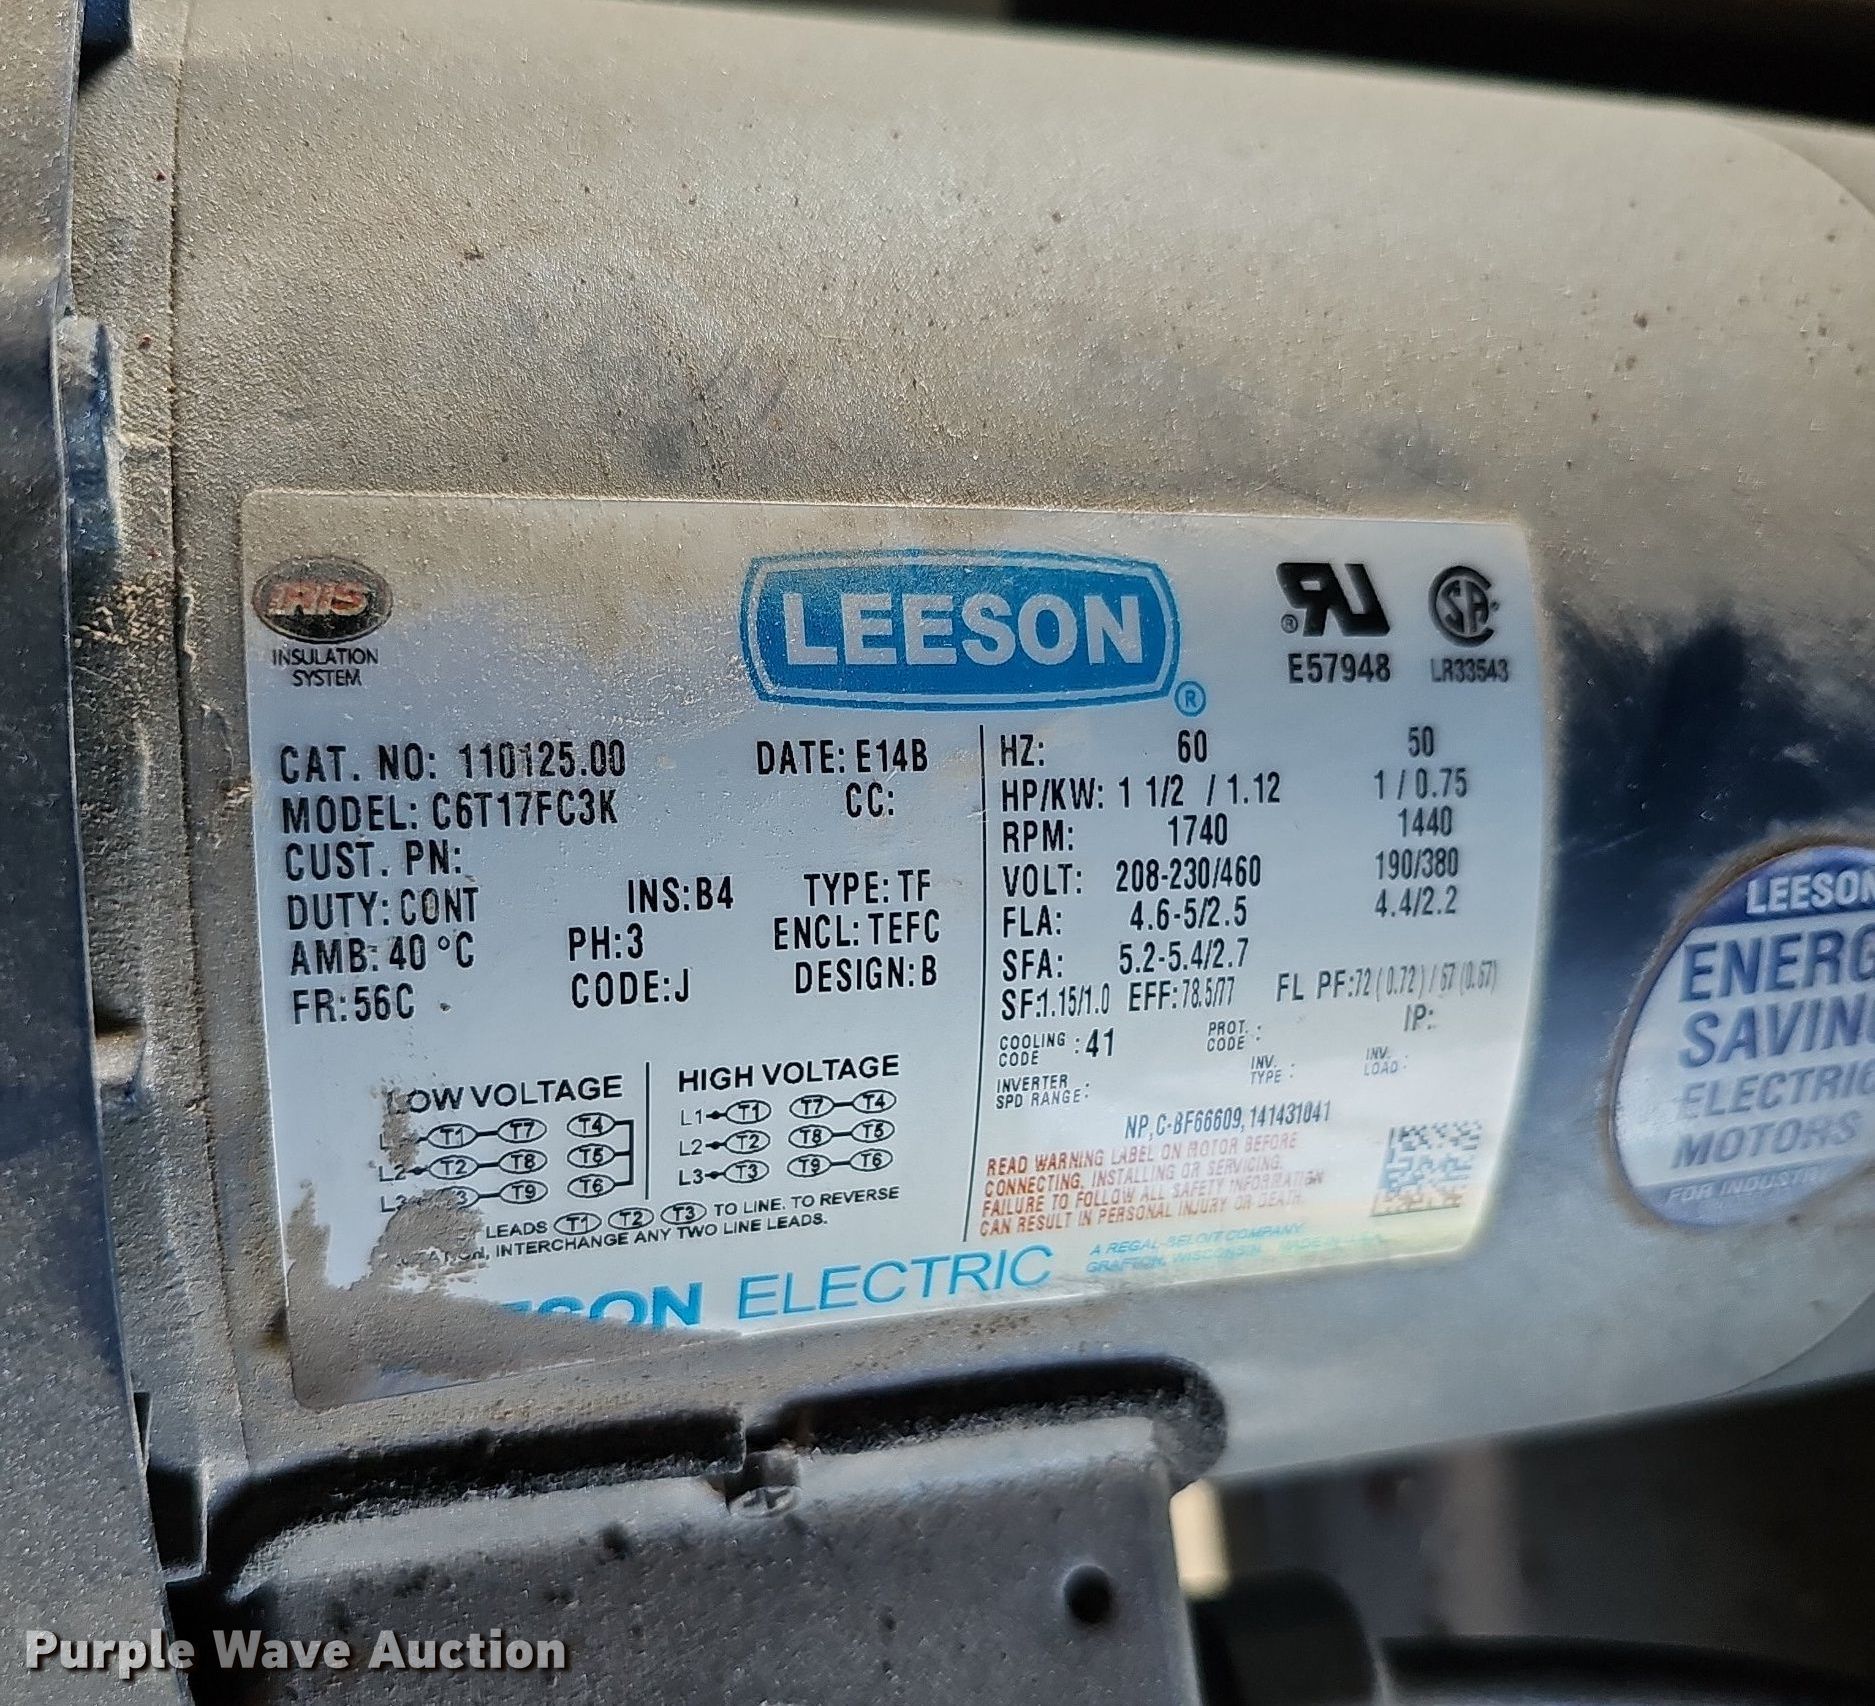 IRIS
INSULATION
SYSTEM
LEESON
®
E57948
LR33543
CAT. NO: 110125.00 DATE: E14B
MODEL: C6T17FC3K CC:
CUST. PN:
DUTY: CONT INS:B4 TYPE: TF
AMB: 40 °C PH:3 ENCL: TEFC
FR: 56C CODE:J DESIGN: B
HZ: 60 50
HP/KW: 1 1/2 / 1.12 1 / 0.75
RPM: 1740 1440
VOLT: 208-230/460 190/380
FLA: 4.6-5/2.5 4.4/2.2
SFA: 5.2-5.4/2.7
SF:1.15/1.0 EFF:78.5/77 FL PF:72(0.72)/67(0.67)
COOLING CODE : 41 PROT. CODE : IP:
INVERTER SPD RANGE: INV. TYPE : INV. LOAD :
NP,C-BF66609,141431041
READ WARNING LABEL ON MOTOR BEFORE
CONNECTING, INSTALLING OR SERVICING.
FAILURE TO FOLLOW ALL SAFETY INFORMATION
CAN RESULT IN PERSONAL INJURY OR DEATH.
LOW VOLTAGE
T1 T7 T4
L2 T2 T8 T5
T9 T6
HIGH VOLTAGE
L1 T1 T7 T4
L2 T2 T8 T5
L3 T3 T9 T6
LEADS T1 T2 T3 TO LINE. TO REVERSE
INTERCHANGE ANY TWO LINE LEADS.
ELECTRIC
A REGAL-BELOIT COMPANY
GRAFTON, WISCONSIN MADE IN
LEESON
ENERG
SAVIN
ELECTRIC
MOTORS
FOR INDUSTR
Purple Wave Auction